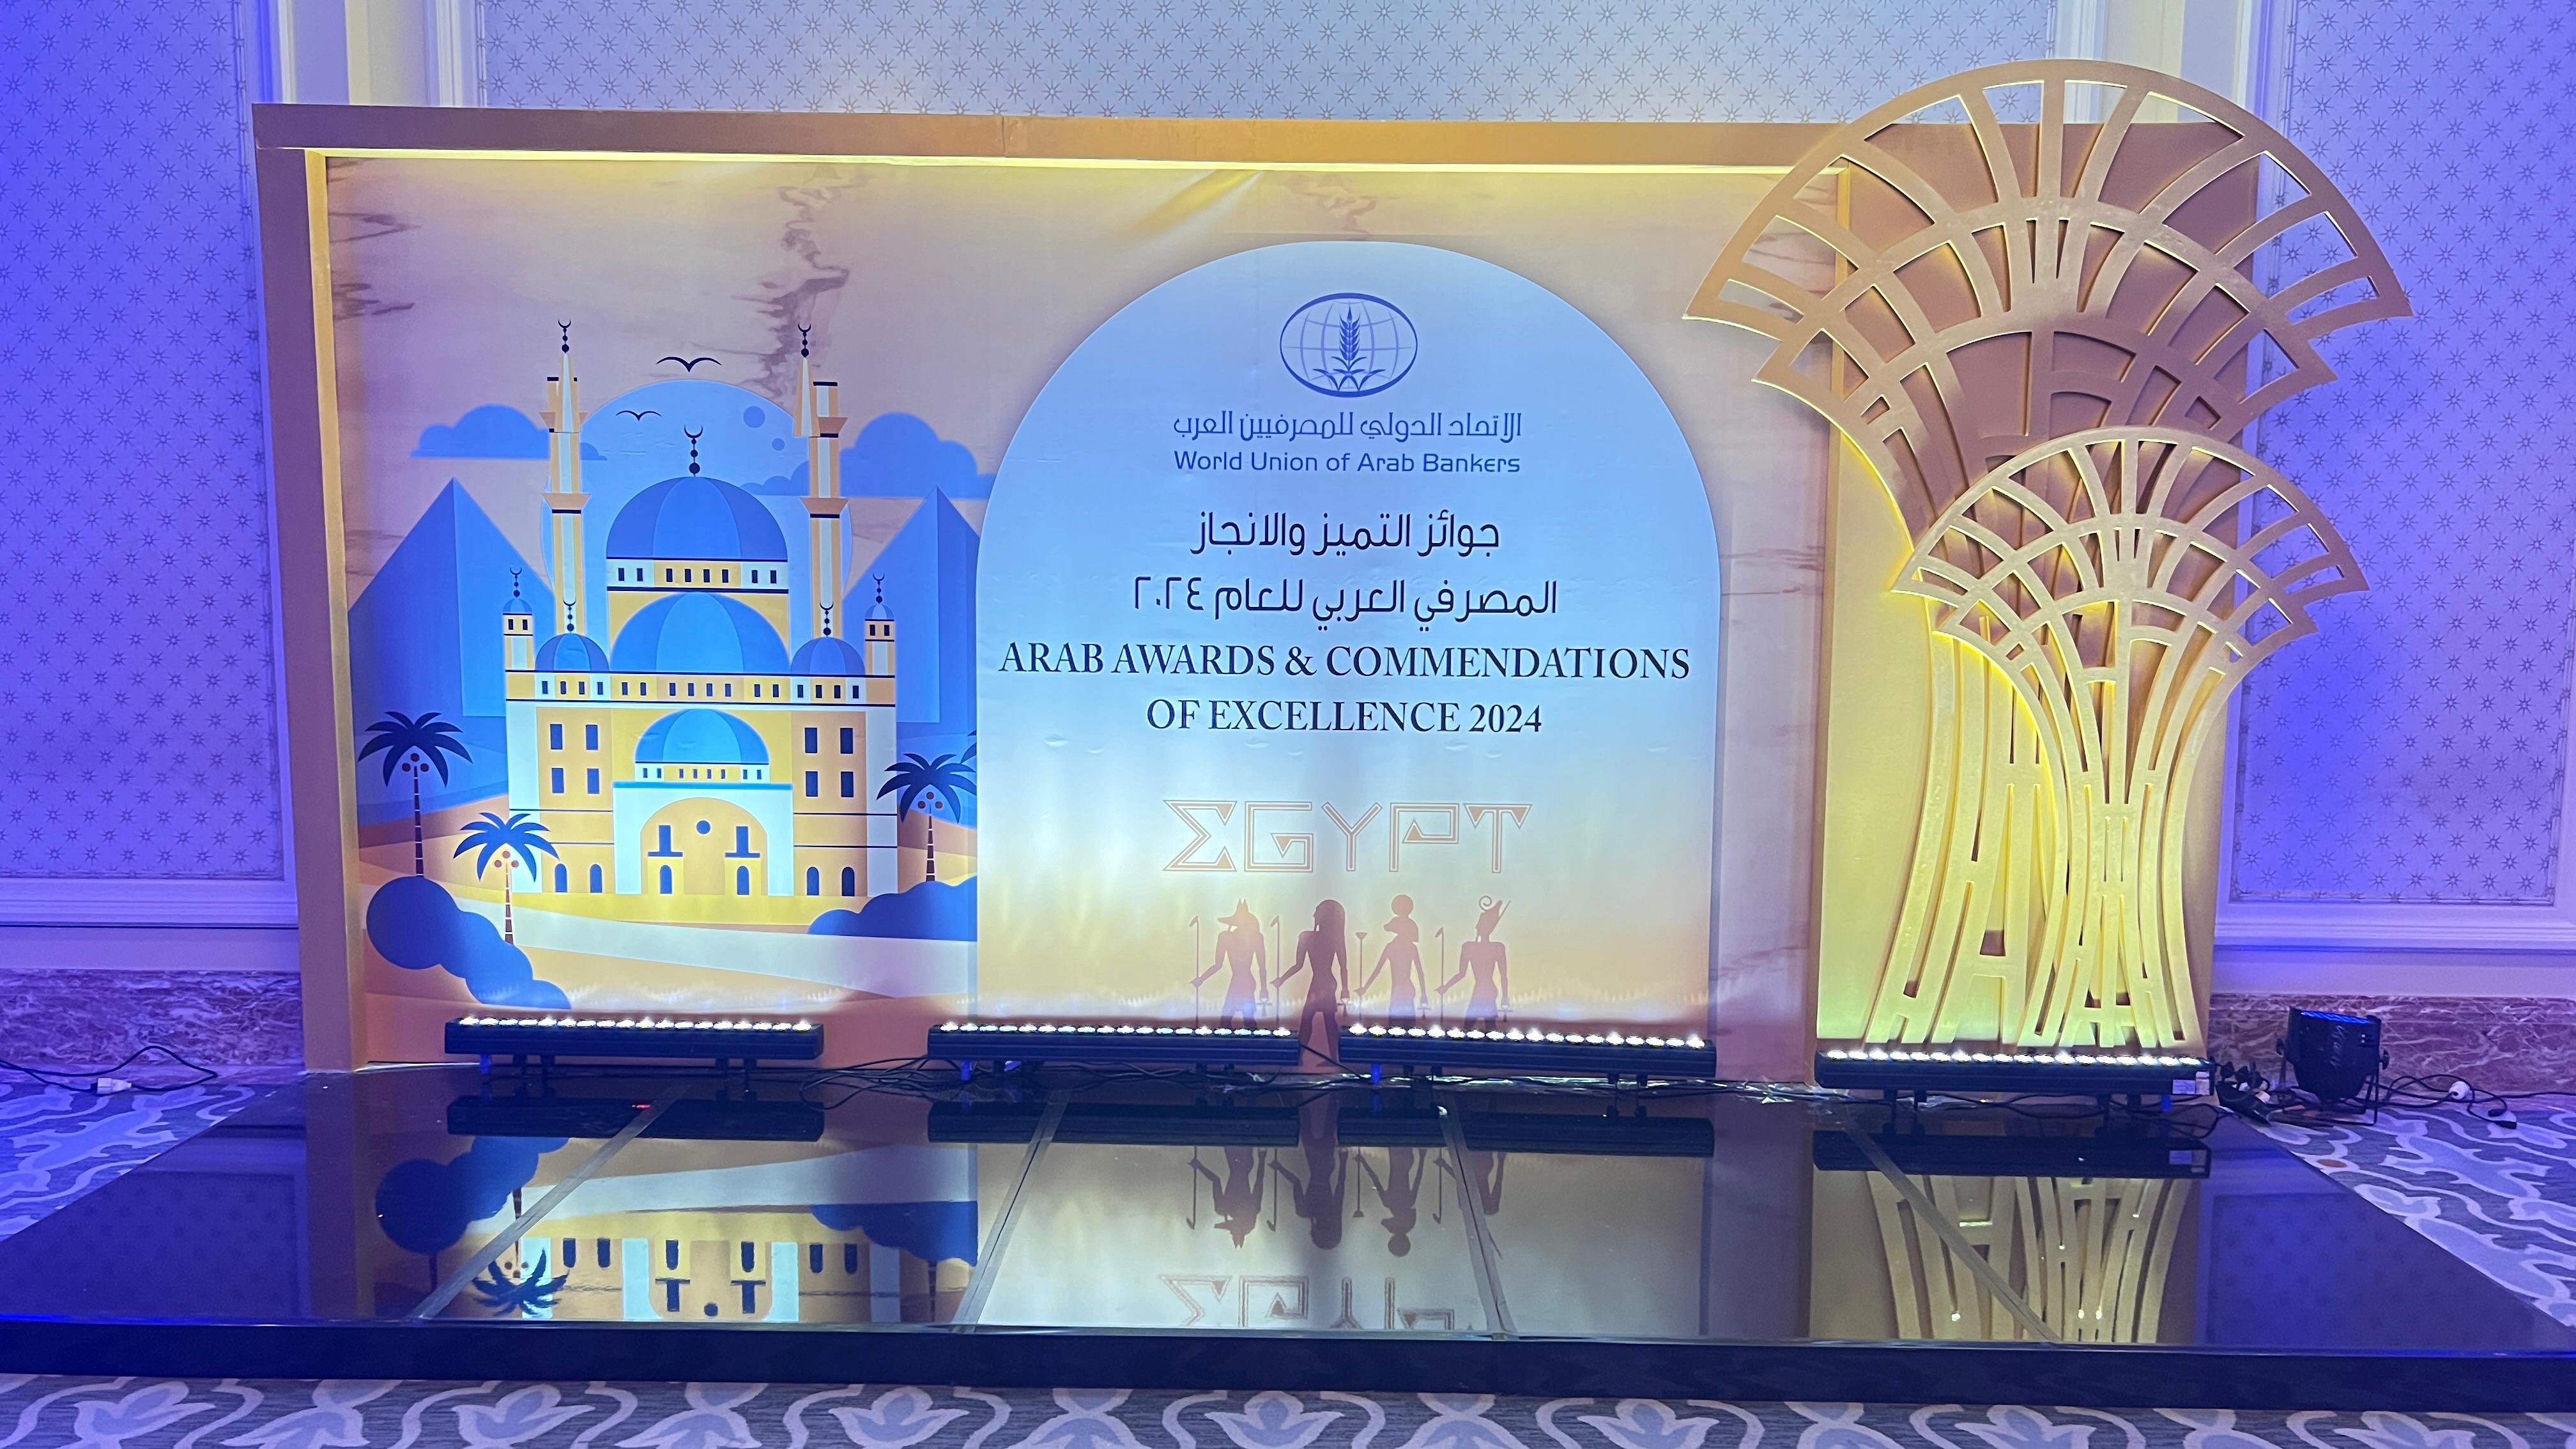 الاتحاد الدولي للمصرفيين العرب
World Union of Arab Bankers
جوائز التميز والانجاز
المصرفي العربي للعام ٢٠٢٤
ARAB AWARDS & COMMENDATIONS
OF EXCELLENCE 2024
EGYPT